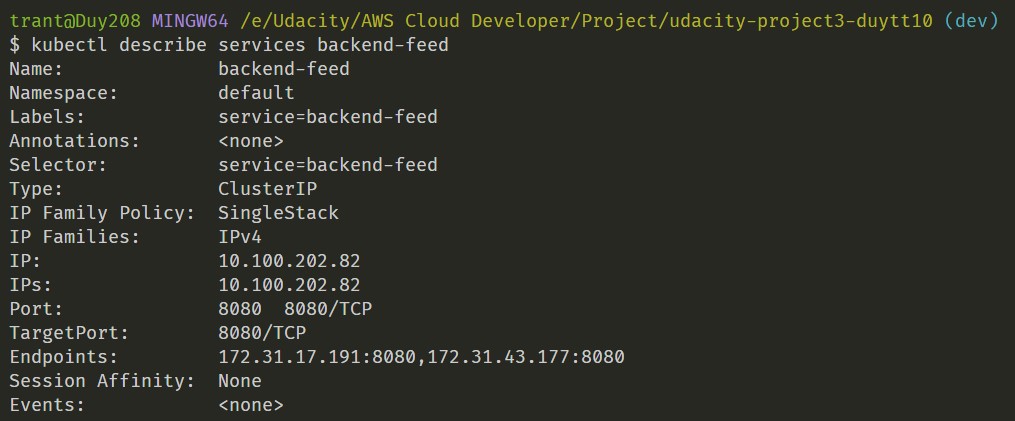 trant@Duy208 MINGW64 /e/Udacity/AWS Cloud Developer/Project/udacity-project3-duytt10 (dev)
$ kubectl describe services backend-feed
Name:              backend-feed
Namespace:         default
Labels:            service=backend-feed
Annotations:       <none>
Selector:          service=backend-feed
Type:              ClusterIP
IP Family Policy:  SingleStack
IP Families:       IPv4
IP:                10.100.202.82
IPs:               10.100.202.82
Port:              8080  8080/TCP
TargetPort:        8080/TCP
Endpoints:         172.31.17.191:8080,172.31.43.177:8080
Session Affinity:  None
Events:            <none>